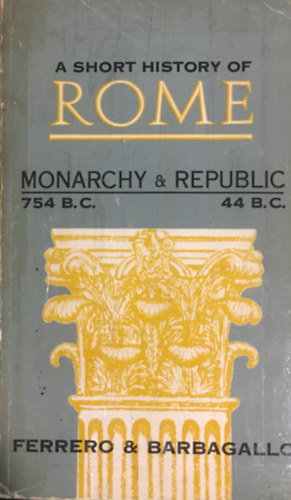 A SHORT HISTORY OF
ROME
MONARCHY & REPUBLIC
754 B.C. 44 B.C.
FERRERO & BARBAGALLO